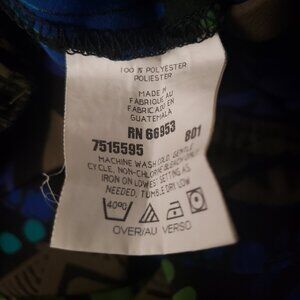 100 % POLYESTER
POLIESTER
MADE IN
FABRIQUÉ AU
FABRICADO EN
GUATEMALA
RN 66953
7515595 801
MACHINE WASH COLD GENTLE
CYCLE, NON-CHLORINE BLEACH ONLY
IRON ON LOWEST SETTING AS
NEEDED, TUMBLE DRY LOW
40°C
OVER/AU VERSO